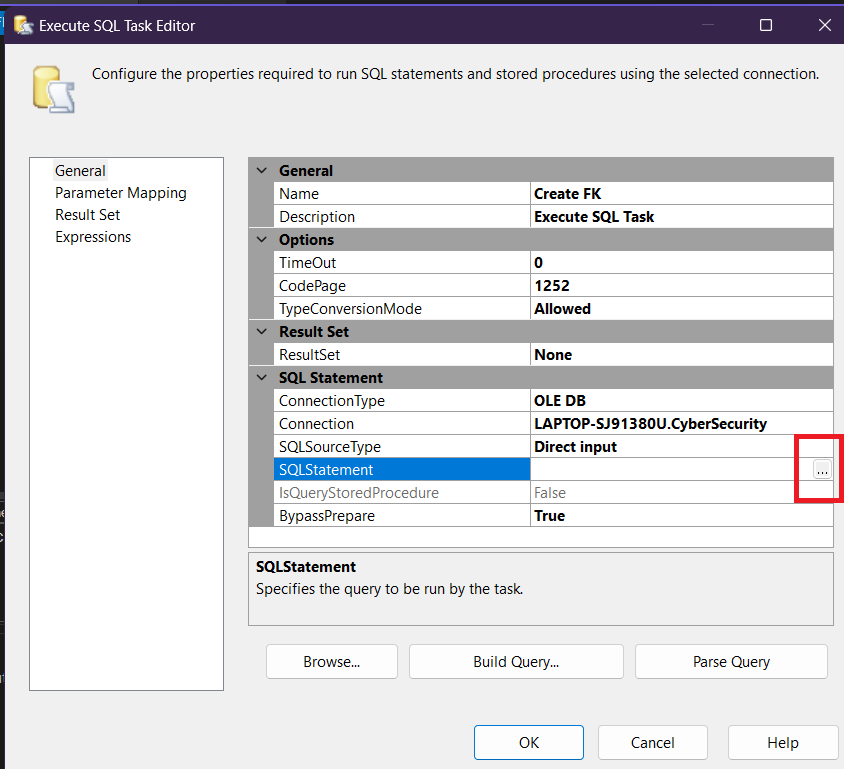 Execute SQL Task Editor
Configure the properties required to run SQL statements and stored procedures using the selected connection.
General
Parameter Mapping
Result Set
Expressions
General
Name Create FK
Description Execute SQL Task
Options
TimeOut 0
CodePage 1252
TypeConversionMode Allowed
Result Set
ResultSet None
SQL Statement
ConnectionType OLE DB
Connection LAPTOP-SJ91380U.CyberSecurity
SQLSourceType Direct input
SQLStatement ...
IsQueryStoredProcedure False
BypassPrepare True
SQLStatement
Specifies the query to be run by the task.
Browse... Build Query... Parse Query
OK Cancel Help